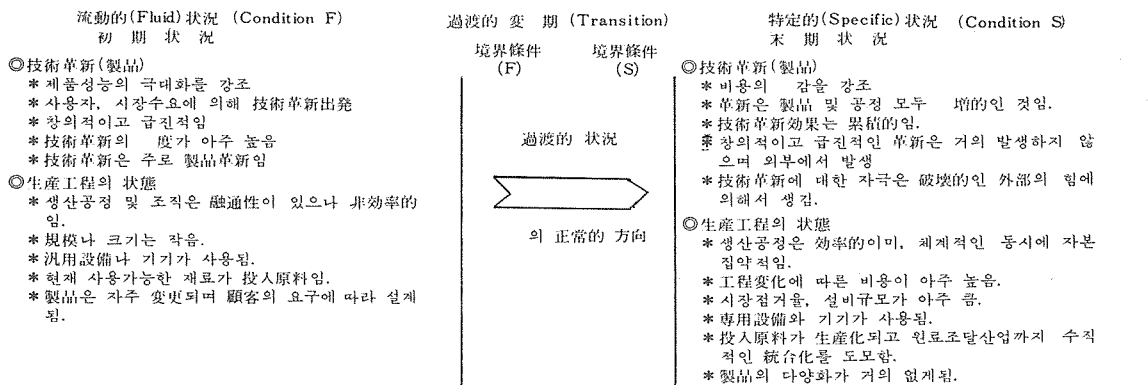 流動的(Fluid)状況 (Condition F)
初 期 状 況
◎技術革新(製品)
*제품성능의 극대화를 강조
*사용자, 시장수요에 의해 技術革新出発
*창의적이고 급진적임
*技術革新의 度가 아주 높음
*技術革新은 주로 製品革新임
◎生産工程의 状態
*생산공정 및 조직은 融通性이 있으나 非効率的
임.
*規模나 크기는 작음.
*汎用設備나 기기가 사용됨.
*현재 사용가능한 재료가 投入原料임.
*製品은 자주 変更되며 顧客의 요구에 따라 설계
됨.
過渡的 変 期 (Transition)
境界條件 境界條件
(F) (S)
過渡的 状況
의 正常的 方向
特定的(Specific)状況 (Condition S)
末 期 状 況
◎技術革新(製品)
*비용의 감을 강조
*革新은 製品 및 공정 모두 増的인 것임.
*技術革新効果는 累積的임.
*창의적이고 급진적인 革新은 거의 발생하지 않
으며 외부에서 발생
*技術革新에 대한 자극은 破壊的인 外部의 힘에
의해서 생김.
◎生産工程의 状態
*생산공정은 効率的이미, 체계적인 동시에 자본
집약적임.
*工程変化에 따른 비용이 아주 높음.
*시장점거율, 설비규모가 아주 큼.
*専用設備와 기기가 사용됨.
*投入原料가 生産化되고 원료조달산업까지 수직
적인 統合化를 도모함.
*製品의 다양화가 거의 없게됨.